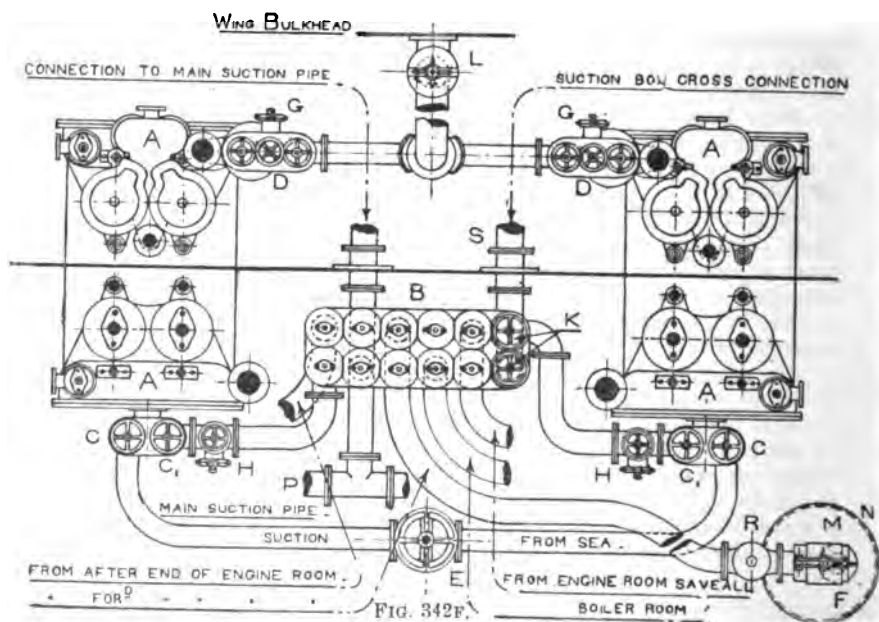 WING BULKHEAD
CONNECTION TO MAIN SUCTION PIPE
L
SUCTION BOW CROSS CONNECTION
G
G
A
A
D
D
S
B
K
A
A
C
C₁
H
H
C₁
C
P
MAIN SUCTION PIPE
SUCTION
FROM SEA
E
R
M
N
F
FROM AFTER END OF ENGINE ROOM
FROM ENGINE ROOM SAVEALL
" " FORᴰ " " " "
FIG. 342F.
BOILER ROOM